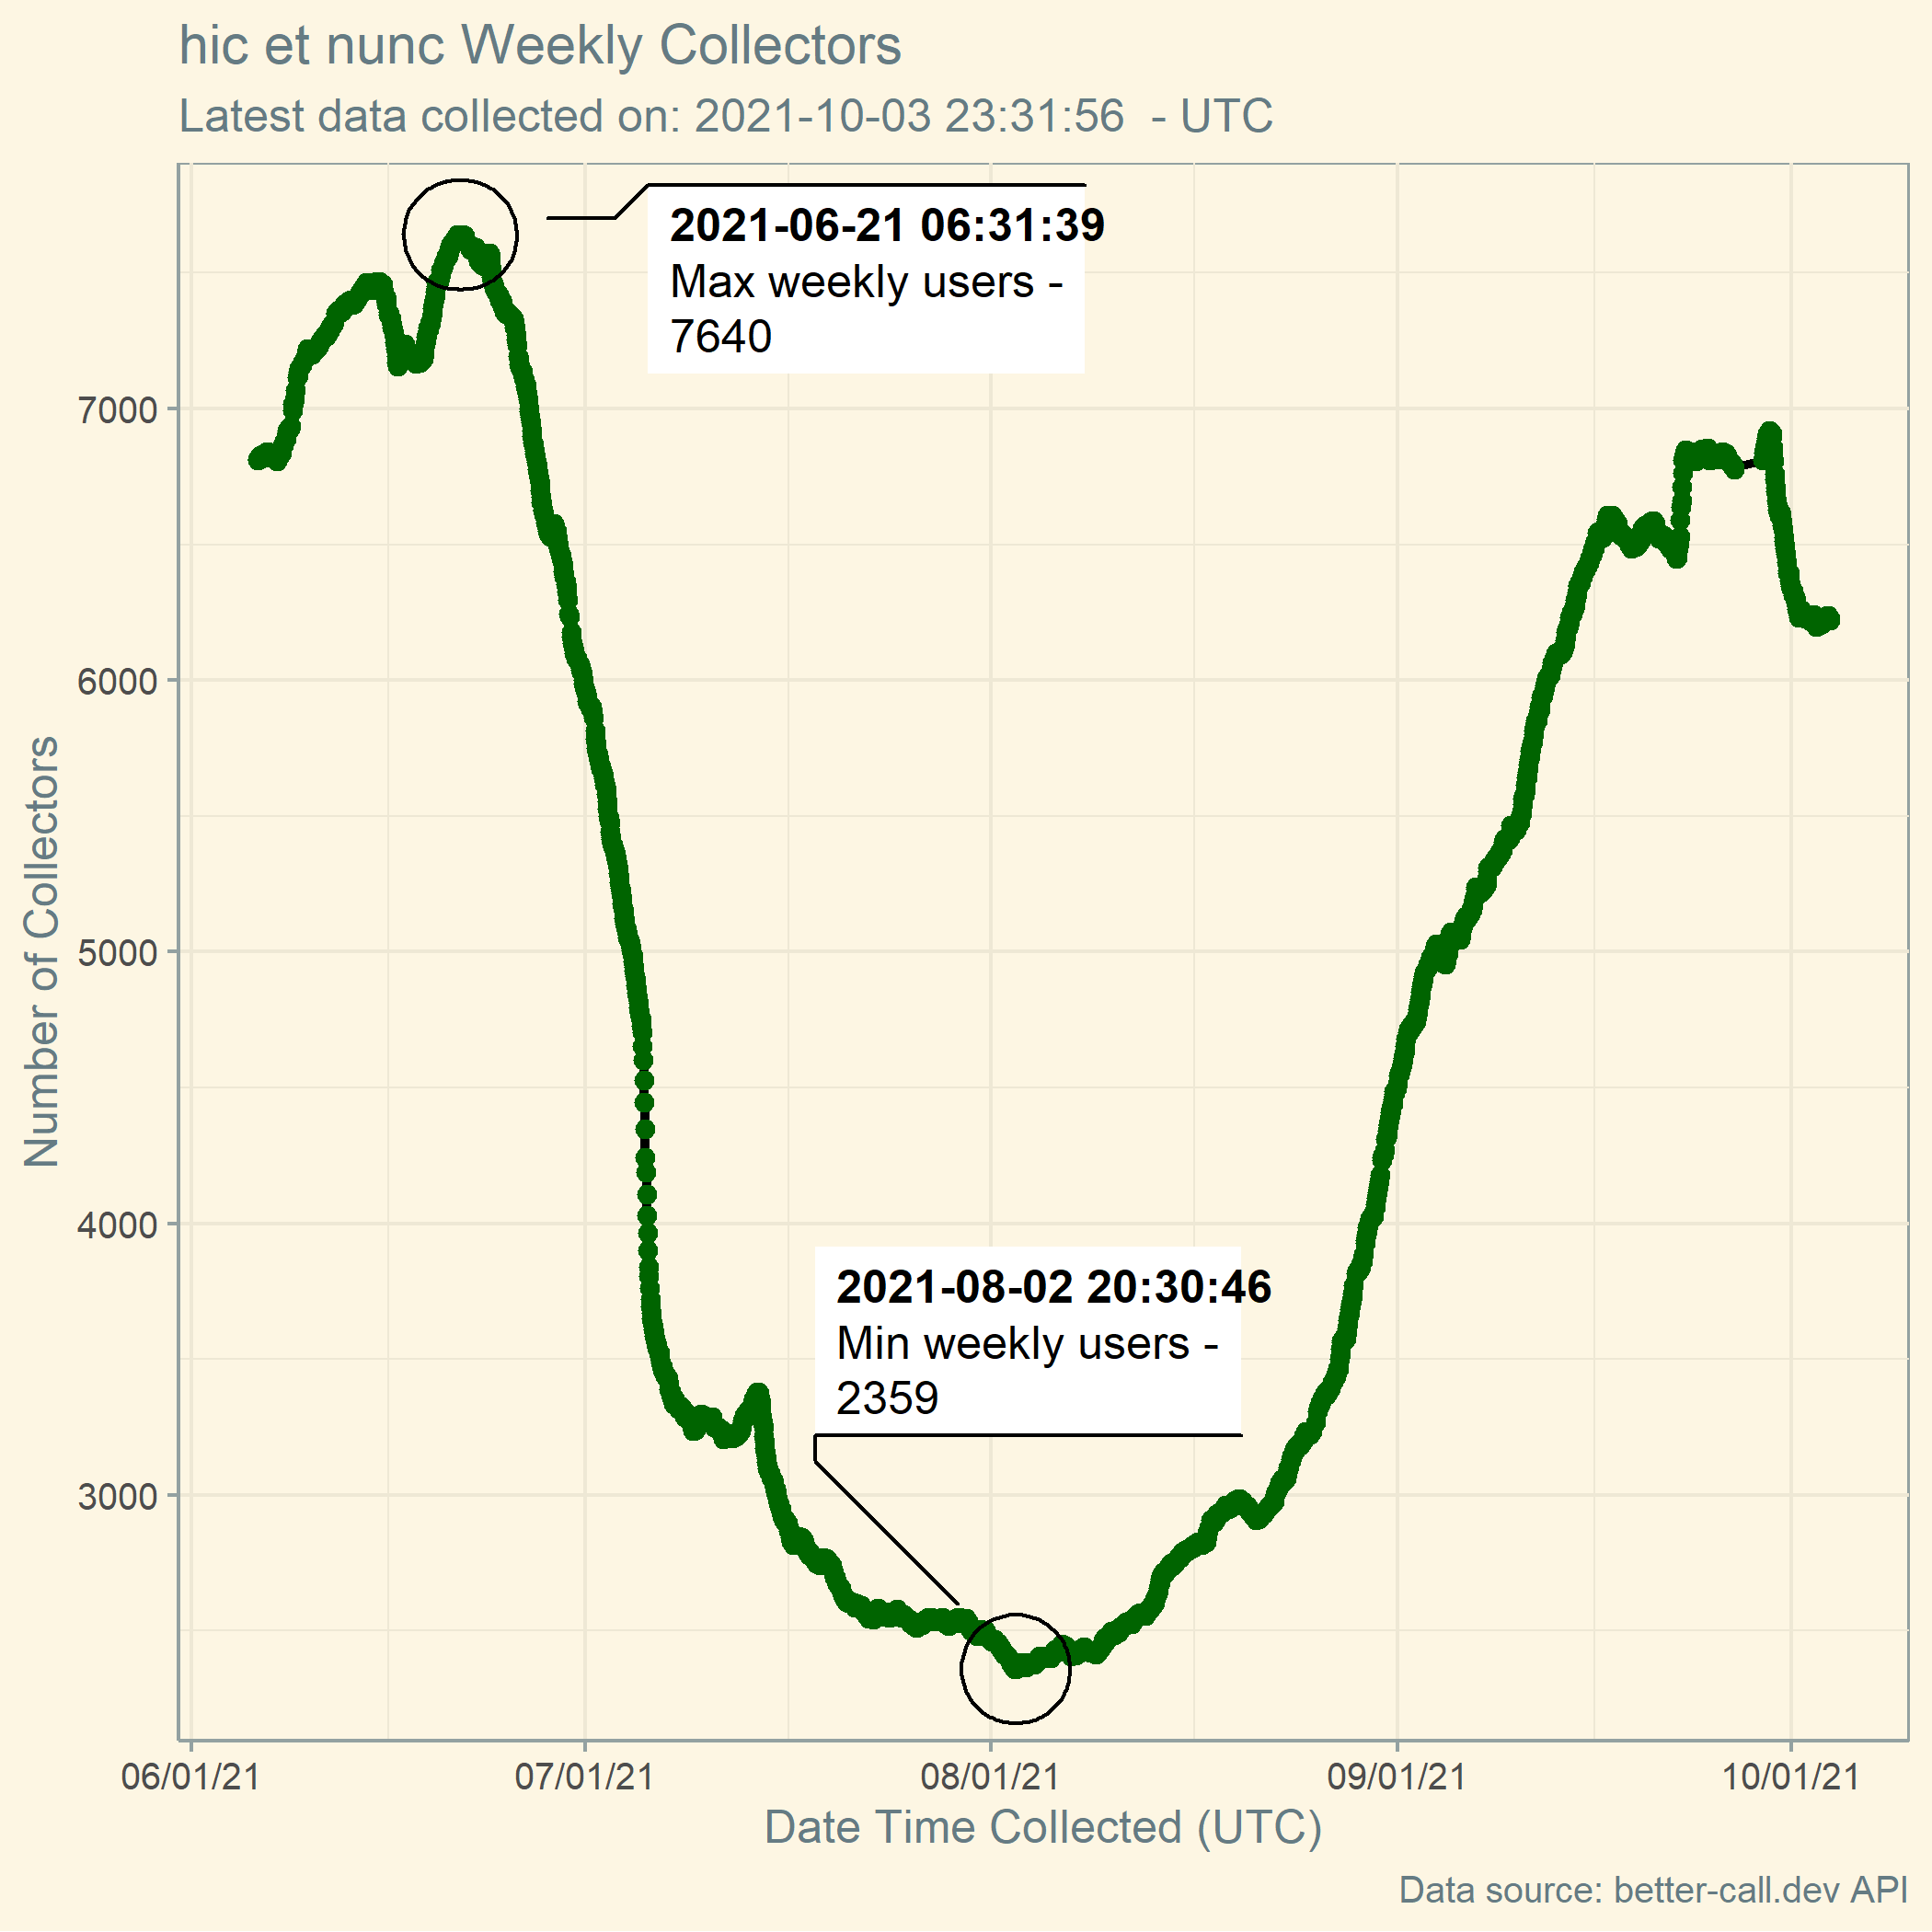 hic et nunc Weekly Collectors
Latest data collected on: 2021-10-03 23:31:56  - UTC
2021-06-21 06:31:39
Max weekly users -
7640
7000
6000
5000
4000
3000
Number of Collectors
2021-08-02 20:30:46
Min weekly users -
2359
06/01/21
07/01/21
08/01/21
09/01/21
10/01/21
Date Time Collected (UTC)
Data source: better-call.dev API